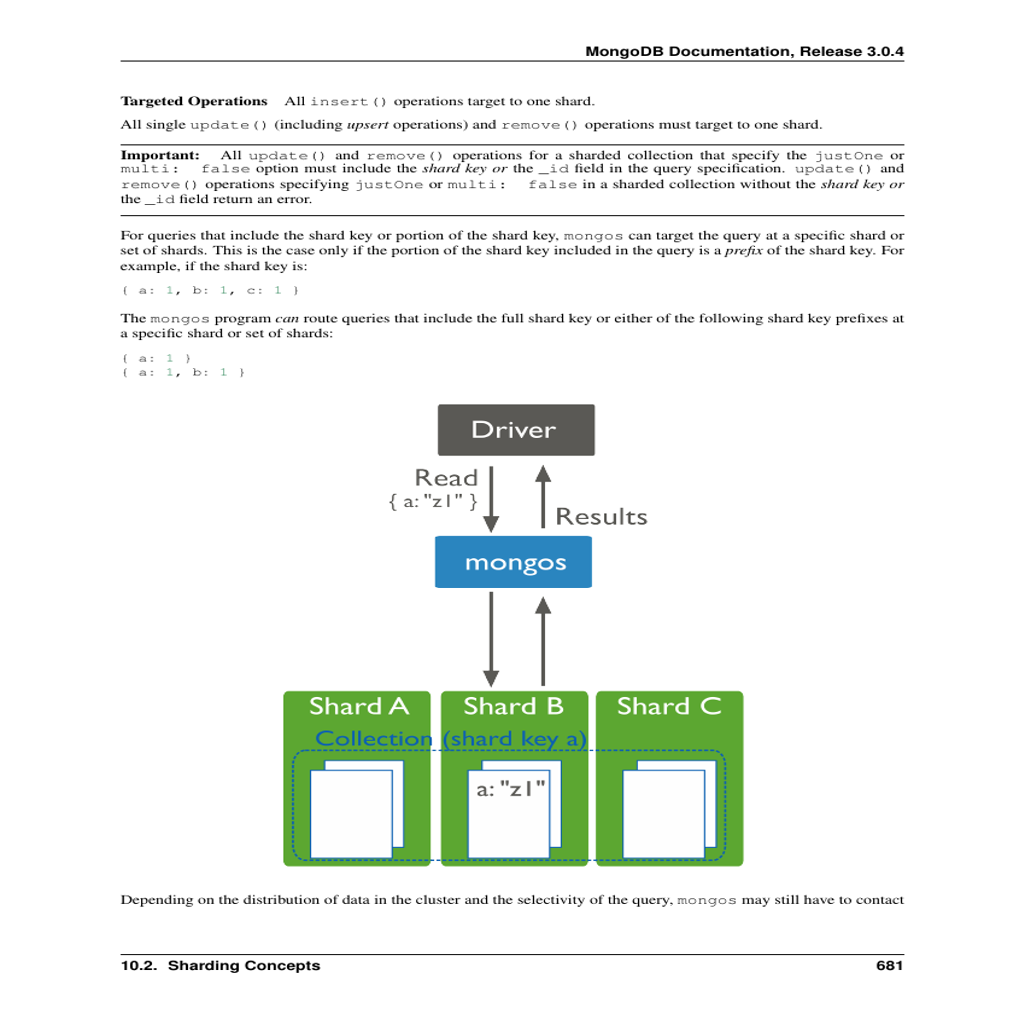 MongoDB Documentation, Release 3.0.4
Targeted Operations All insert() operations target to one shard.
All single update() (including upsert operations) and remove() operations must target to one shard.
Important: All update() and remove() operations for a sharded collection that specify the justOne or
multi: false option must include the shard key or the _id field in the query specification. update() and
remove() operations specifying justOne or multi: false in a sharded collection without the shard key or
the _id field return an error.
For queries that include the shard key or portion of the shard key, mongos can target the query at a specific shard or
set of shards. This is the case only if the portion of the shard key included in the query is a prefix of the shard key. For
example, if the shard key is:
{ a: 1, b: 1, c: 1 }
The mongos program can route queries that include the full shard key or either of the following shard key prefixes at
a specific shard or set of shards:
{ a: 1 }
{ a: 1, b: 1 }
Driver
Read
{ a: "z1" }
Results
mongos
Shard A Shard B Shard C
Collection (shard key a)
a: "z1"
Depending on the distribution of data in the cluster and the selectivity of the query, mongos may still have to contact
10.2. Sharding Concepts 681